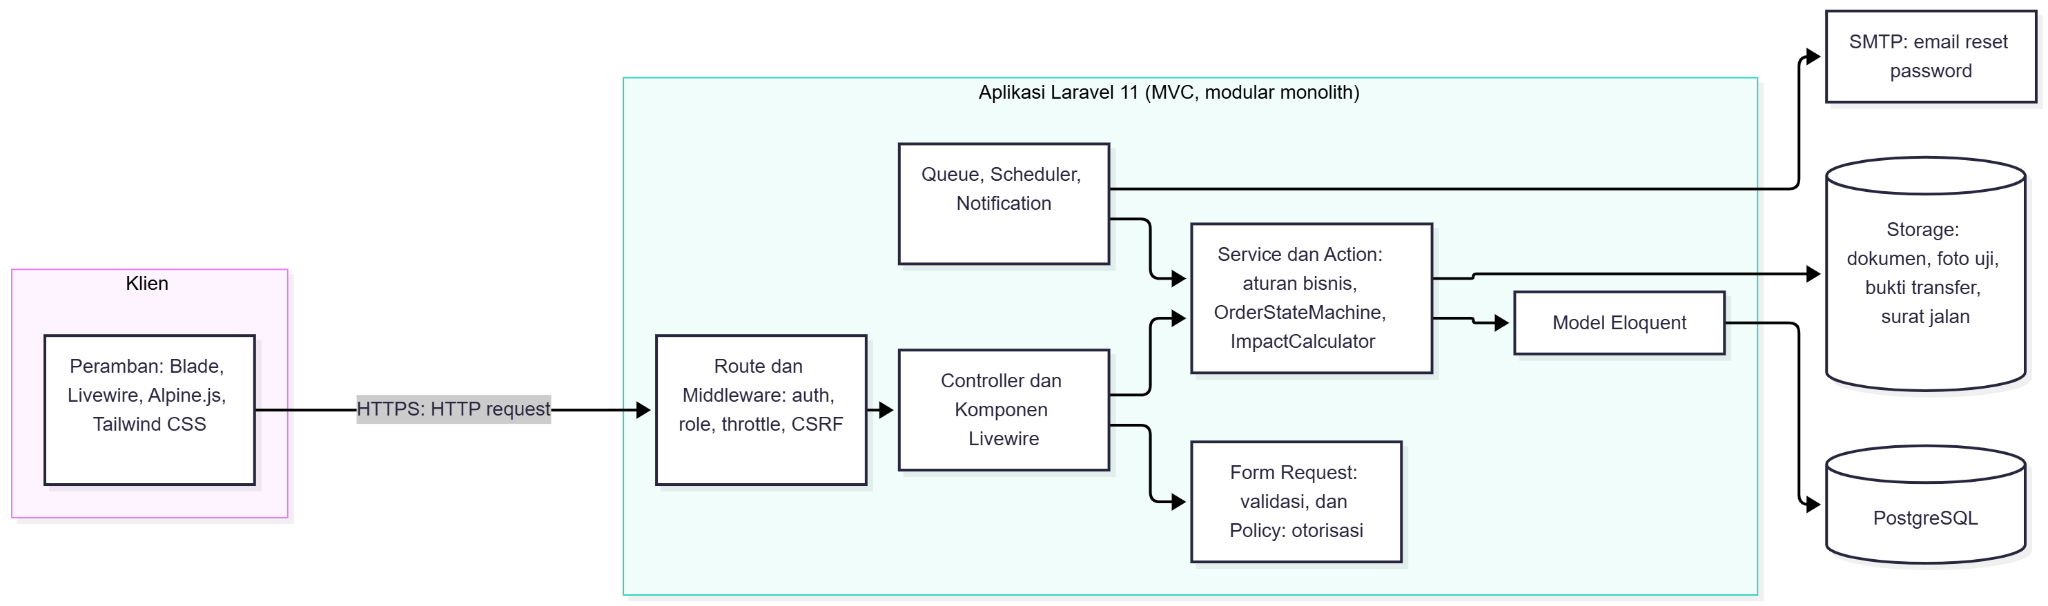 Klien
Peramban: Blade,
Livewire, Alpine.js,
Tailwind CSS
HTTPS: HTTP request
Aplikasi Laravel 11 (MVC, modular monolith)
Route dan
Middleware: auth,
role, throttle, CSRF
Queue, Scheduler,
Notification
Controller dan
Komponen
Livewire
Service dan Action:
aturan bisnis,
OrderStateMachine,
ImpactCalculator
Form Request:
validasi, dan
Policy: otorisasi
Model Eloquent
SMTP: email reset
password
Storage:
dokumen, foto uji,
bukti transfer,
surat jalan
PostgreSQL